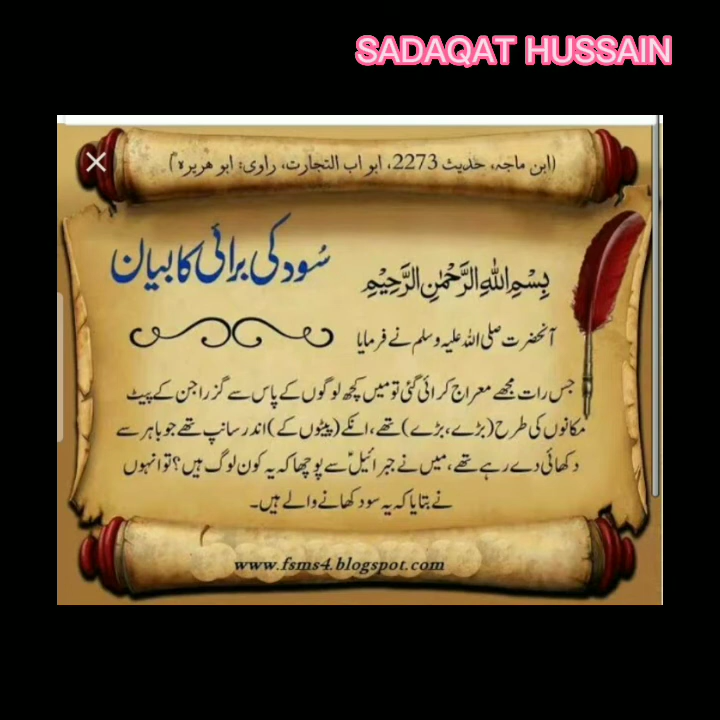 SADAQAT HUSSAIN
(ابن ماجہ، حدیث 2273، ابو اب التجارت، راوی: ابو ھریرہؓ)
سُود کی برائی کا بیان
بِسْمِ اللهِ الرَّحْمٰنِ الرَّحِيْمِ
آنحضرت صلی اللہ علیہ وسلم نے فرمایا
جس رات مجھے معراج کرائی گئی تو میں کچھ لوگوں کے پاس سے گزرا جن کے پیٹ
مکانوں کی طرح (بڑے، بڑے) تھے، انکے (پیٹوں کے) اندر سانپ تھے جو باہر سے
دکھائی دے رہے تھے، میں نے جبرائیلؑ سے پوچھا کہ یہ کون لوگ ہیں؟ تو انہوں
نے بتایا کہ یہ سود کھانے والے ہیں۔
www.fsms4.blogspot.com